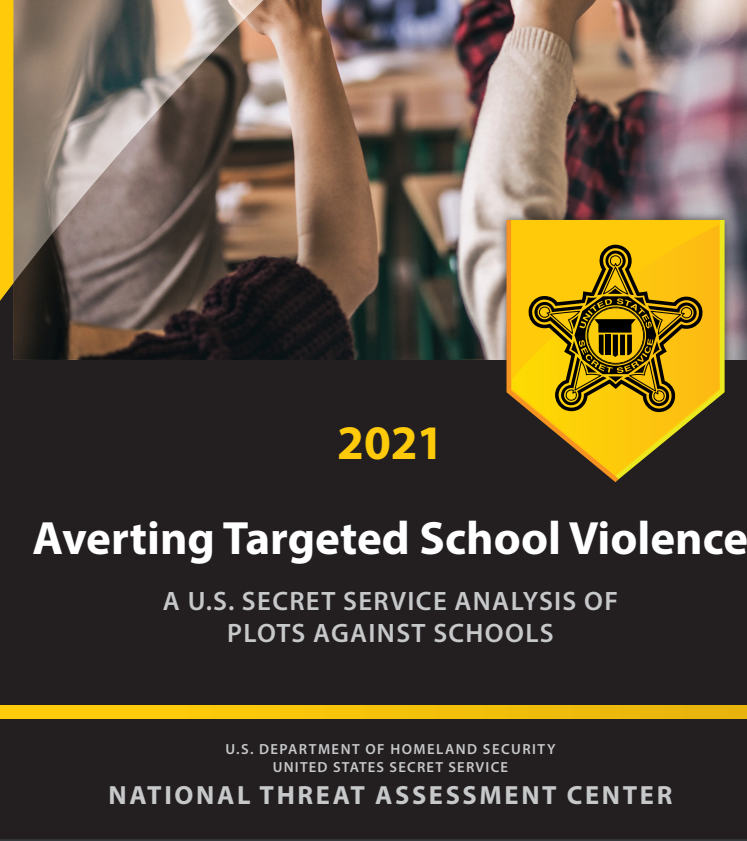 UNITED STATES
SECRET SERVICE
2021
Averting Targeted School Violence
A U.S. SECRET SERVICE ANALYSIS OF
PLOTS AGAINST SCHOOLS
U.S. DEPARTMENT OF HOMELAND SECURITY
UNITED STATES SECRET SERVICE
NATIONAL THREAT ASSESSMENT CENTER